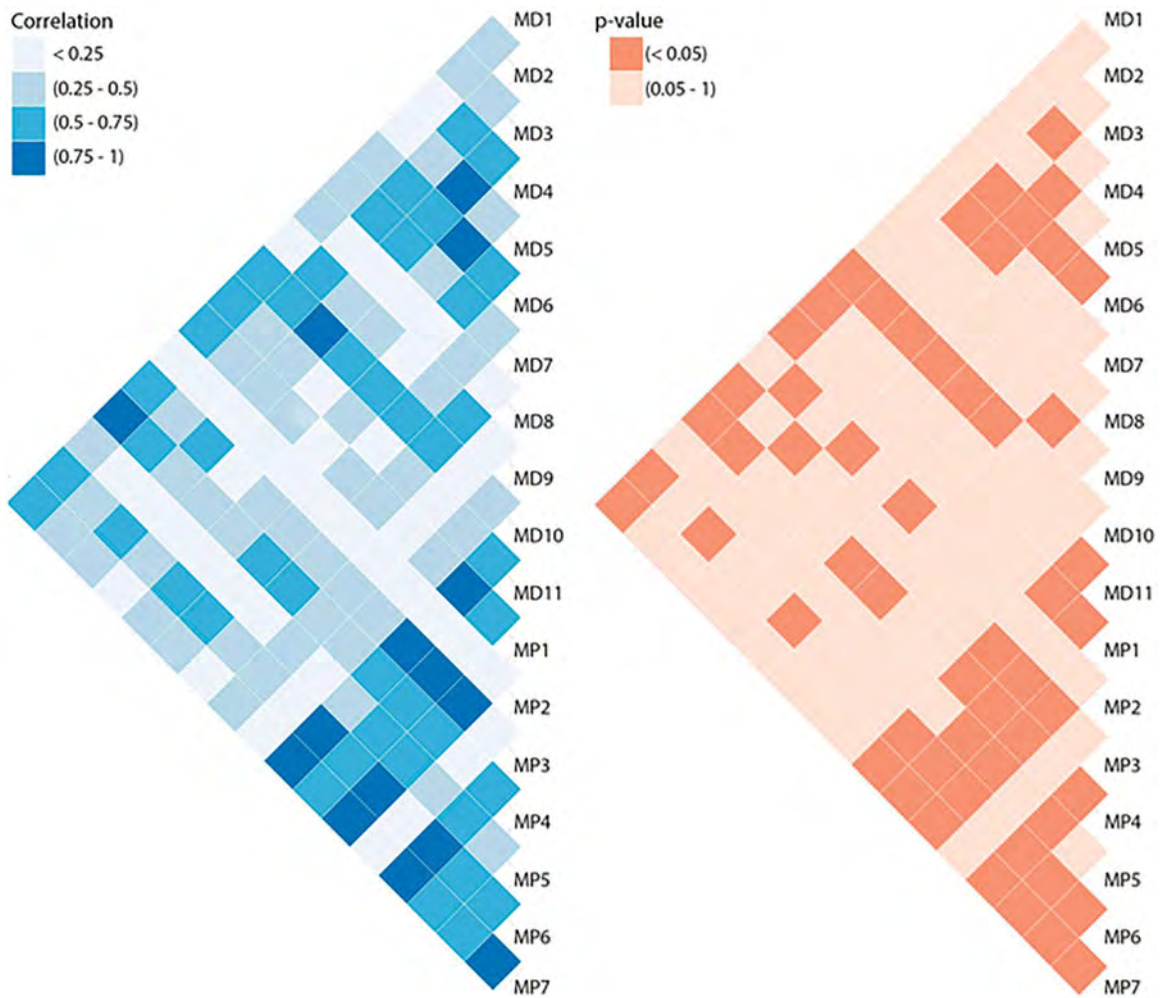 Correlation
< 0.25
(0.25 - 0.5)
(0.5 - 0.75)
(0.75 - 1)
MD1
MD2
MD3
MD4
MD5
MD6
MD7
MD8
MD9
MD10
MD11
MP1
MP2
MP3
MP4
MP5
MP6
MP7
p-value
(< 0.05)
(0.05 - 1)
MD1
MD2
MD3
MD4
MD5
MD6
MD7
MD8
MD9
MD10
MD11
MP1
MP2
MP3
MP4
MP5
MP6
MP7